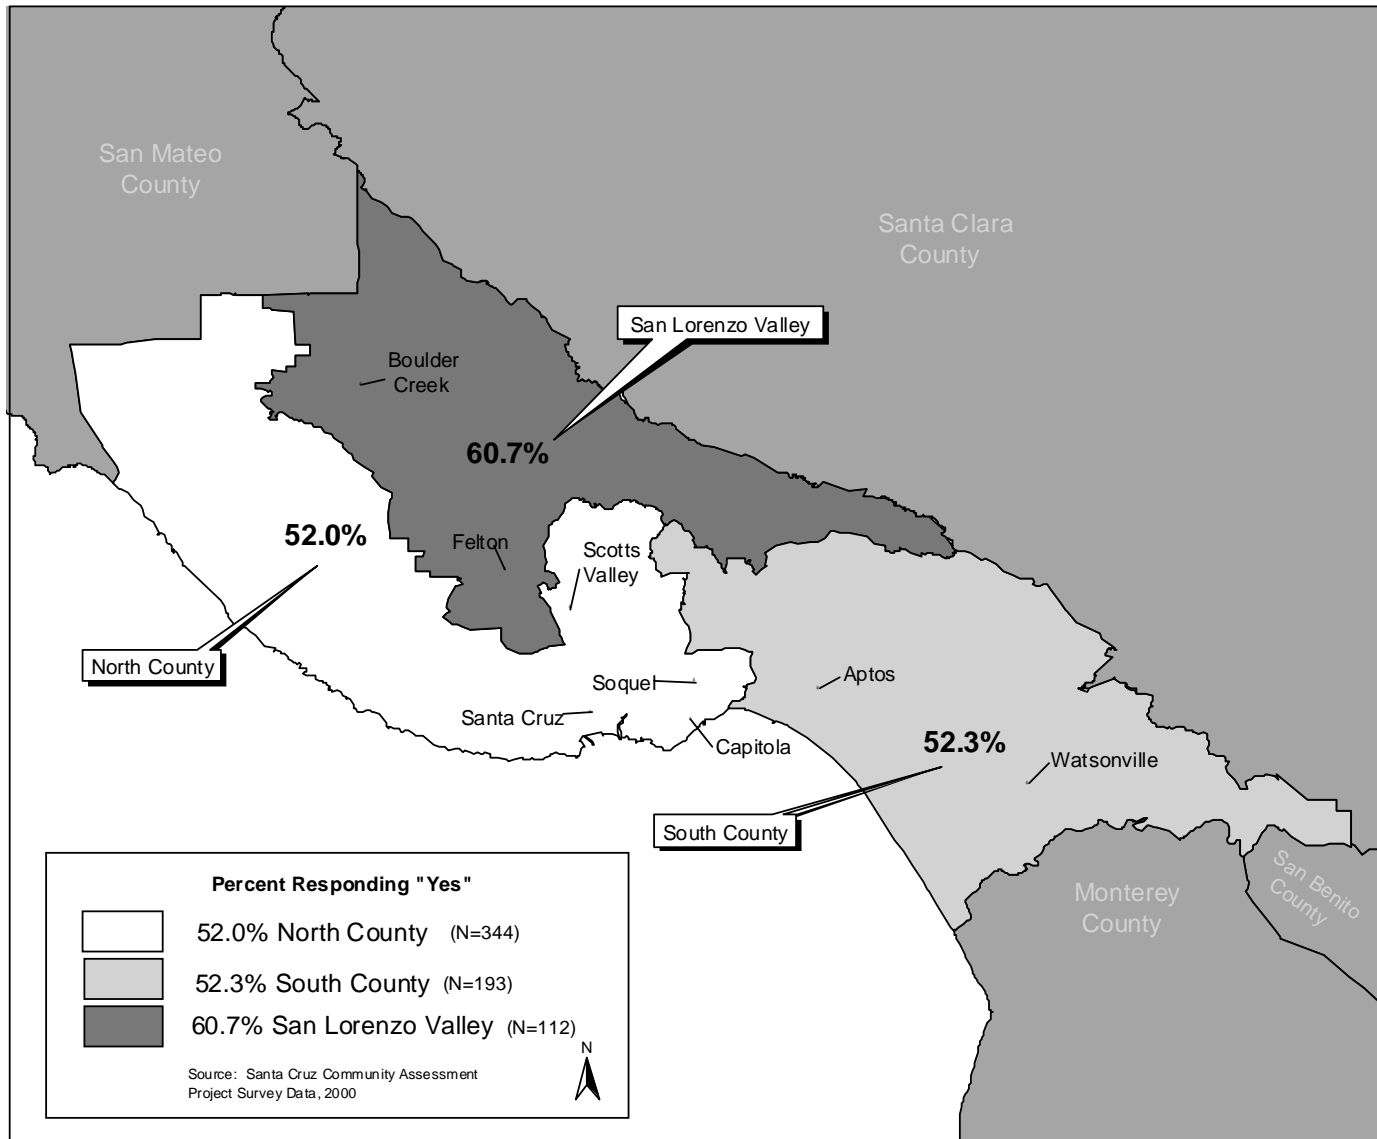 San Mateo
County
Santa Clara
County
San Lorenzo Valley
Boulder
Creek
60.7%
52.0%
Felton
Scotts
Valley
North County
Soquel
Aptos
Santa Cruz
Capitola
52.3%
Watsonville
South County
San Benito
County
Monterey
County
Percent Responding "Yes"
52.0% North County (N=344)
52.3% South County (N=193)
60.7% San Lorenzo Valley (N=112)
N
Source: Santa Cruz Community Assessment
Project Survey Data, 2000